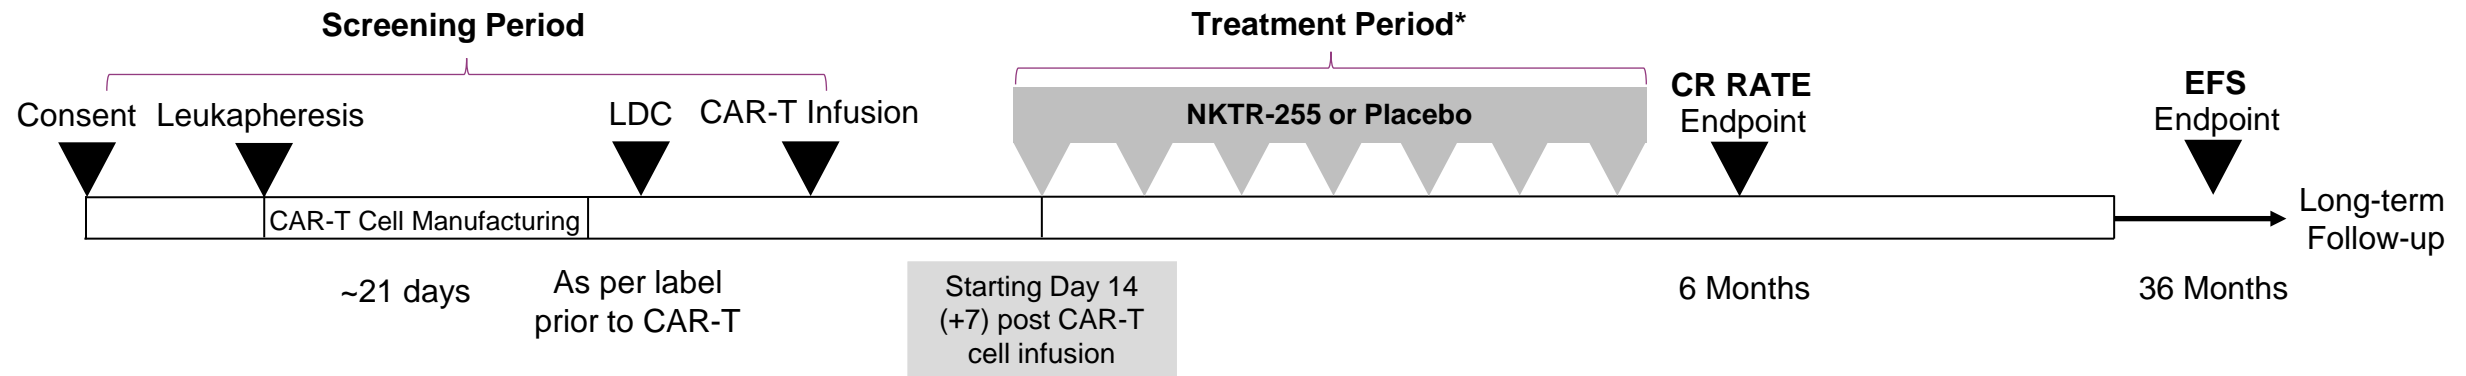 Screening Period
Treatment Period*
Consent
Leukapheresis
LDC
CAR-T Infusion
NKTR-255 or Placebo
CR RATE
Endpoint
EFS
Endpoint
CAR-T Cell Manufacturing
Long-term
Follow-up
~21 days
As per label
prior to CAR-T
Starting Day 14
(+7) post CAR-T
cell infusion
6 Months
36 Months